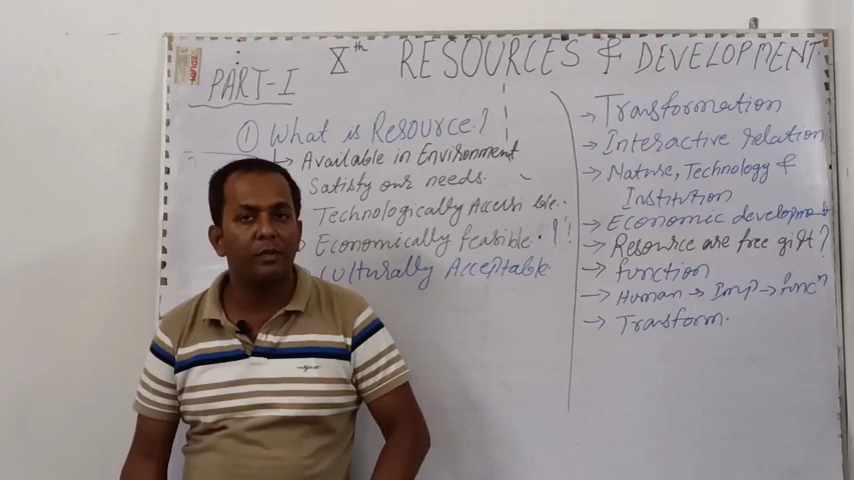 Xth RESOURCES & DEVELOPMENT
PART-I
① What is Resource?
→ Available in Environment
Satisfy our needs.
Technologically Accessible.
Economically feasible.
Culturally Acceptable
→ Transformation
→ Interactive relation
→ Nature, Technology &
Institution
→ Economic development
→ Resource are free gift?
→ function
→ Human → Imp → funcn
→ Transform.